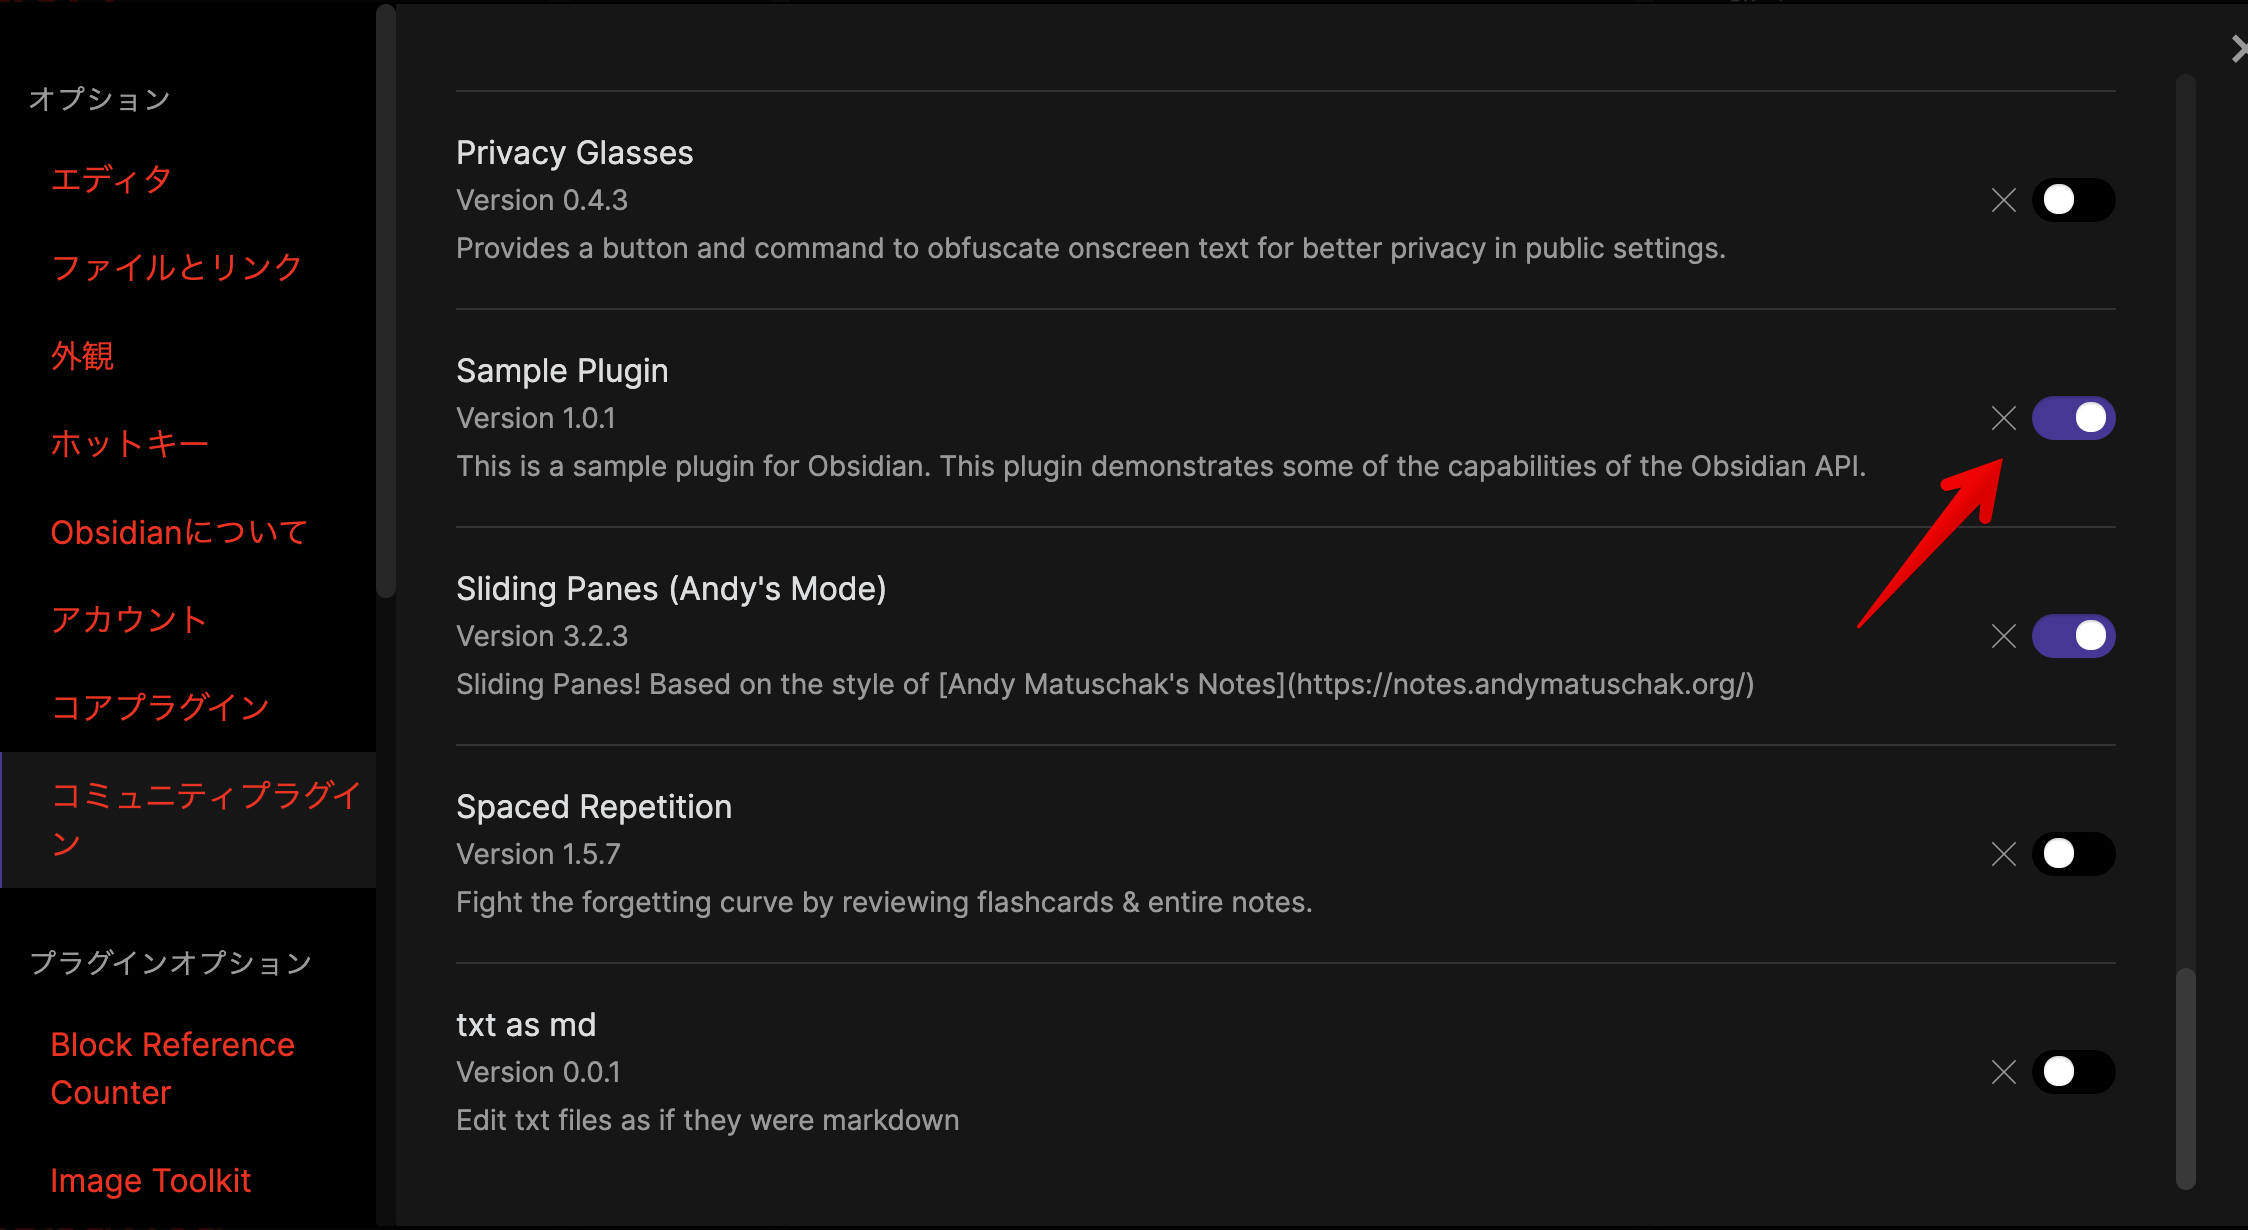 オプション
エディタ
ファイルとリンク
外観
ホットキー
Obsidianについて
アカウント
コアプラグイン
コミュニティプラグイ
ン
プラグインオプション
Block Reference
Counter
Image Toolkit
Privacy Glasses
Version 0.4.3
Provides a button and command to obfuscate onscreen text for better privacy in public settings.
Sample Plugin
Version 1.0.1
This is a sample plugin for Obsidian. This plugin demonstrates some of the capabilities of the Obsidian API.
Sliding Panes (Andy's Mode)
Version 3.2.3
Sliding Panes! Based on the style of [Andy Matuschak's Notes](https://notes.andymatuschak.org/)
Spaced Repetition
Version 1.5.7
Fight the forgetting curve by reviewing flashcards & entire notes.
txt as md
Version 0.0.1
Edit txt files as if they were markdown